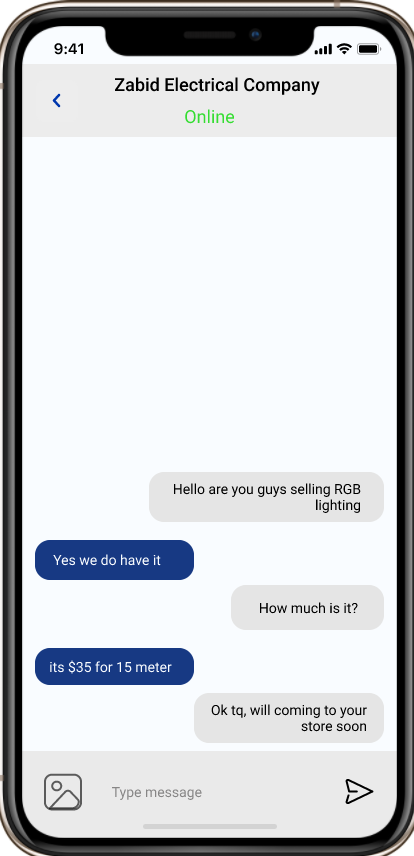 9:41
Zabid Electrical Company
Online
Hello are you guys selling RGB
lighting
Yes we do have it
How much is it?
its $35 for 15 meter
Ok tq, will coming to your
store soon
Type message